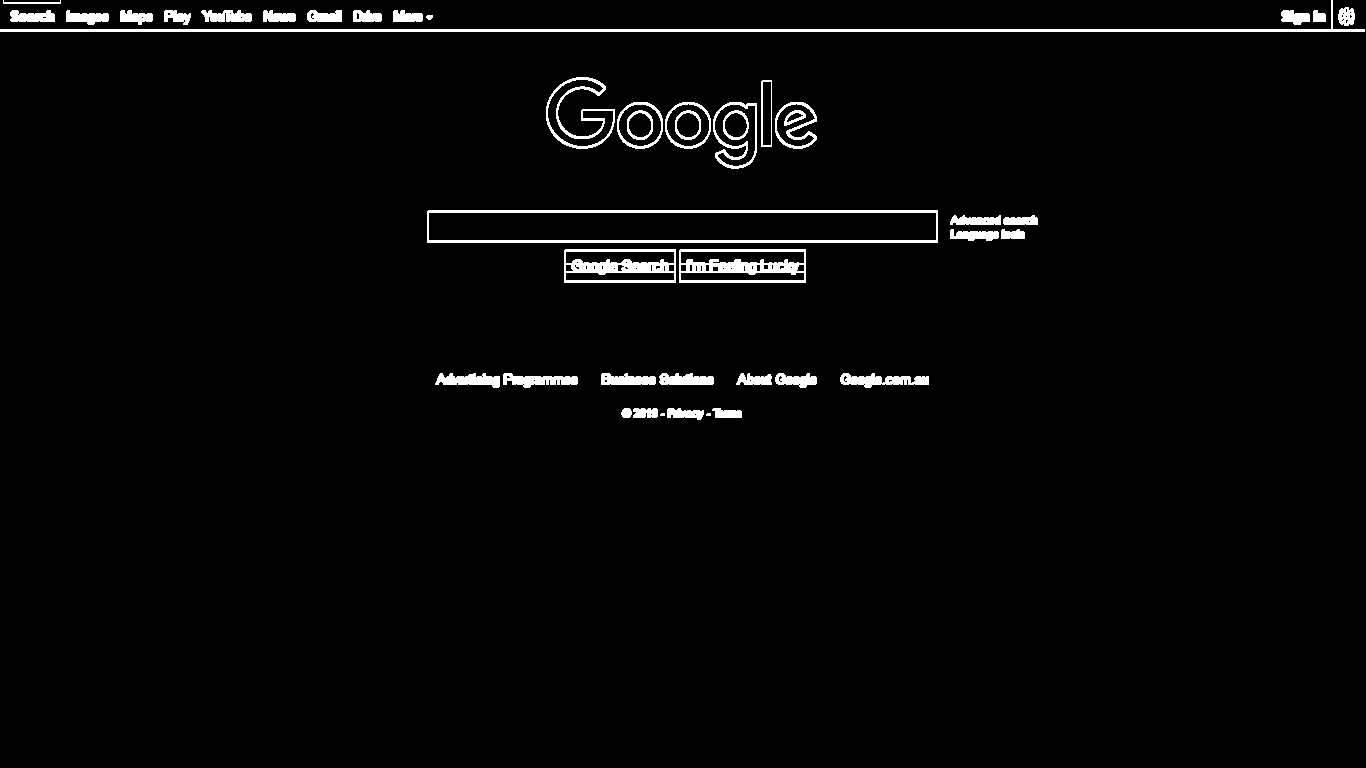 Search Images Maps Play YouTube News Gmail Drive More
Sign in
Google
Advanced search
Language tools
Google Search
I'm Feeling Lucky
Advertising Programmes Business Solutions About Google Google.com.au
© - Privacy - Terms